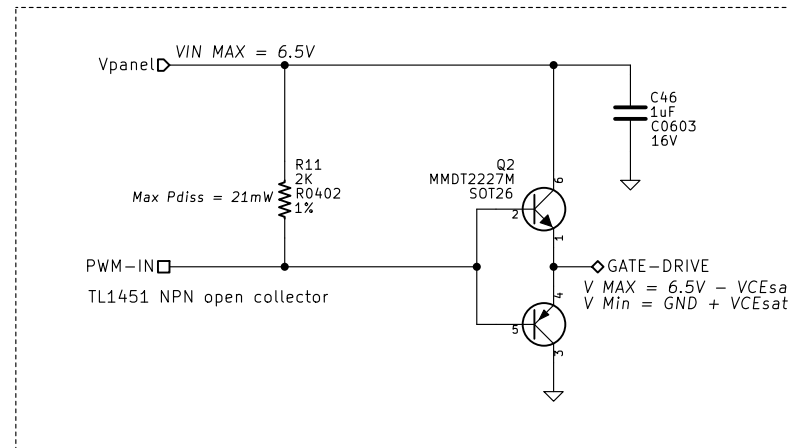 VIN MAX = 6.5V
Vpanel
C46
1uF
C0603
16V
R11
2K
R0402
1%
Max Pdiss = 21mW
Q2
MMDT2227M
SOT26
6
2
1
PWM-IN
GATE-DRIVE
TL1451 NPN open collector
V MAX = 6.5V - VCEsa
V Min = GND + VCEsat
4
5
3